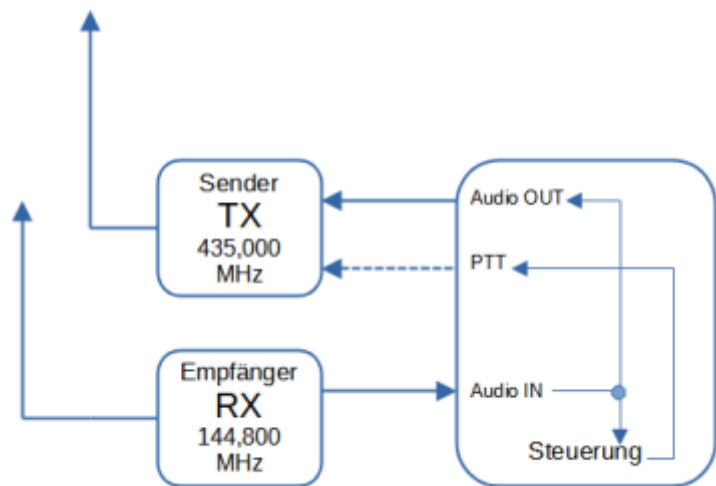 Sender
TX
435,000
MHz
Audio OUT
PTT
Empfänger
RX
144,800
MHz
Audio IN
Steuerung